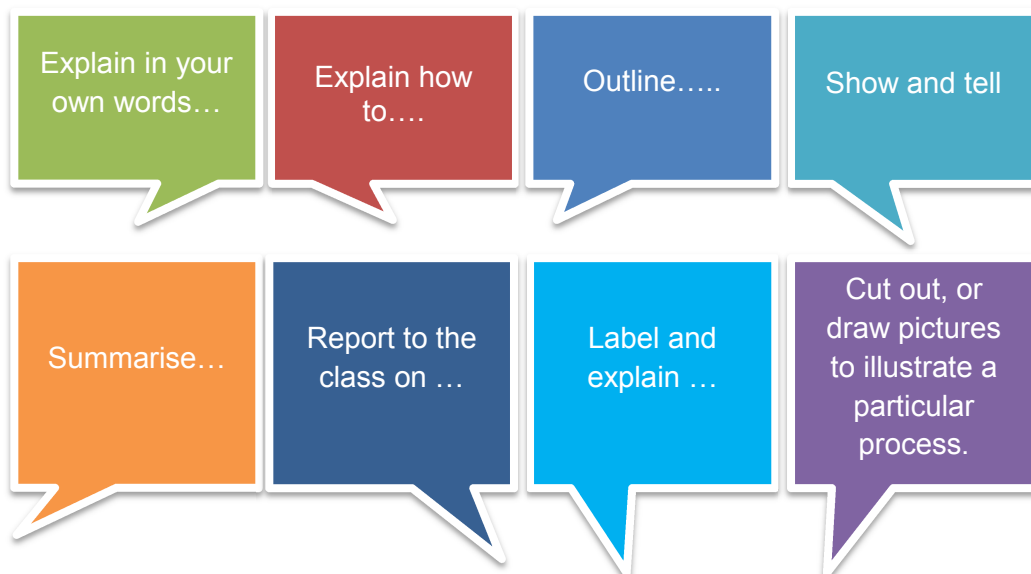 Explain in your
own words…
Explain how
to….
Outline…..
Show and tell
Summarise…
Report to the
class on …
Label and
explain …
Cut out, or
draw pictures
to illustrate a
particular
process.